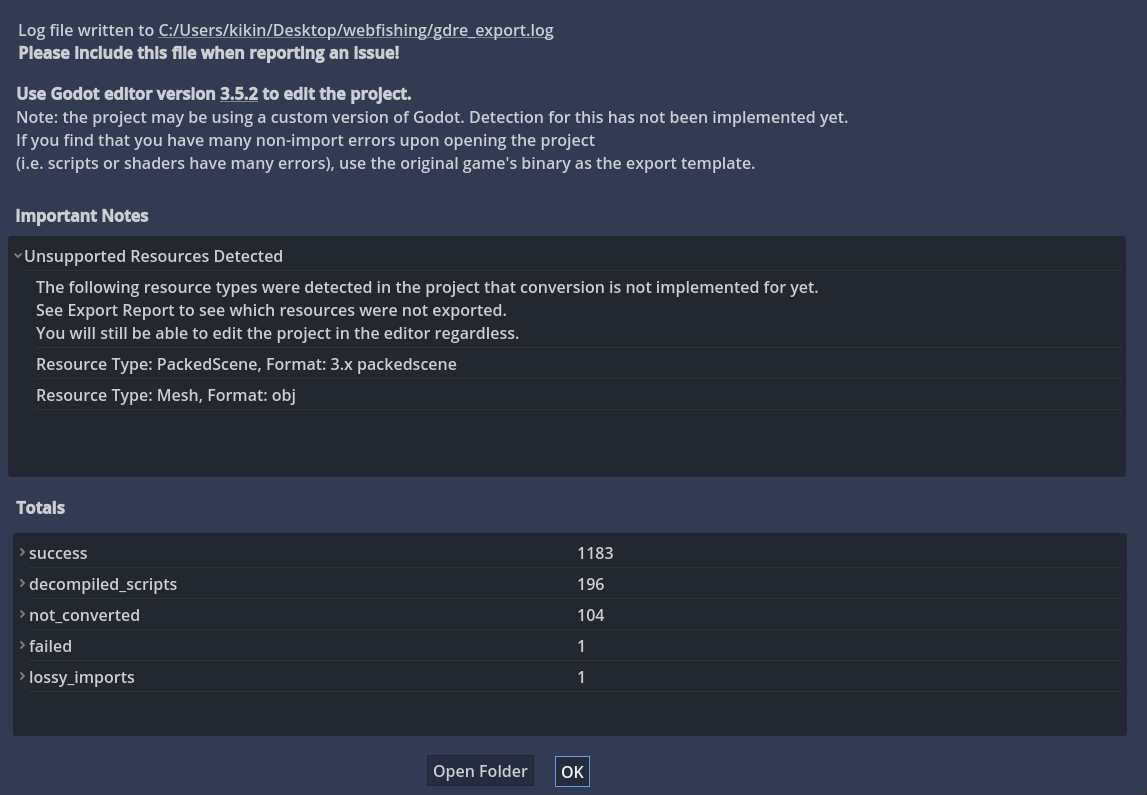 Log file written to C:/Users/kikin/Desktop/webfishing/gdre_export.log
Please include this file when reporting an issue!
Use Godot editor version 3.5.2 to edit the project.
Note: the project may be using a custom version of Godot. Detection for this has not been implemented yet.
If you find that you have many non-import errors upon opening the project
(i.e. scripts or shaders have many errors), use the original game's binary as the export template.
Important Notes
Unsupported Resources Detected
The following resource types were detected in the project that conversion is not implemented for yet.
See Export Report to see which resources were not exported.
You will still be able to edit the project in the editor regardless.
Resource Type: PackedScene, Format: 3.x packedscene
Resource Type: Mesh, Format: obj
Totals
success 1183
decompiled_scripts 196
not_converted 104
failed 1
lossy_imports 1
Open Folder OK